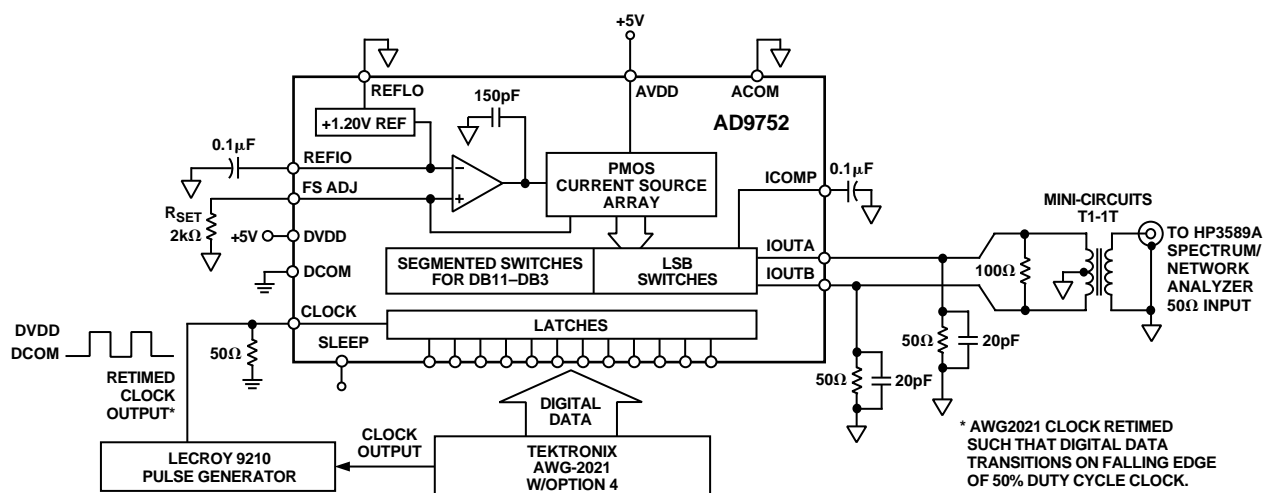 +5V
REFLO
AVDD
ACOM
150pF
+1.20V REF
AD9752
0.1μF
REFIO
–
+
FS ADJ
PMOS
CURRENT SOURCE
ARRAY
ICOMP
0.1μF
RSET
2kΩ
+5V
DVDD
DCOM
SEGMENTED SWITCHES
FOR DB11–DB3
LSB
SWITCHES
IOUTA
IOUTB
MINI-CIRCUITS
T1-1T
100Ω
TO HP3589A
SPECTRUM/
NETWORK
ANALYZER
50Ω INPUT
CLOCK
LATCHES
DVDD
DCOM
50Ω
SLEEP
50Ω
20pF
50Ω
20pF
RETIMED
CLOCK
OUTPUT*
DIGITAL
DATA
LECROY 9210
PULSE GENERATOR
CLOCK
OUTPUT
TEKTRONIX
AWG-2021
W/OPTION 4
* AWG2021 CLOCK RETIMED
SUCH THAT DIGITAL DATA
TRANSITIONS ON FALLING EDGE
OF 50% DUTY CYCLE CLOCK.